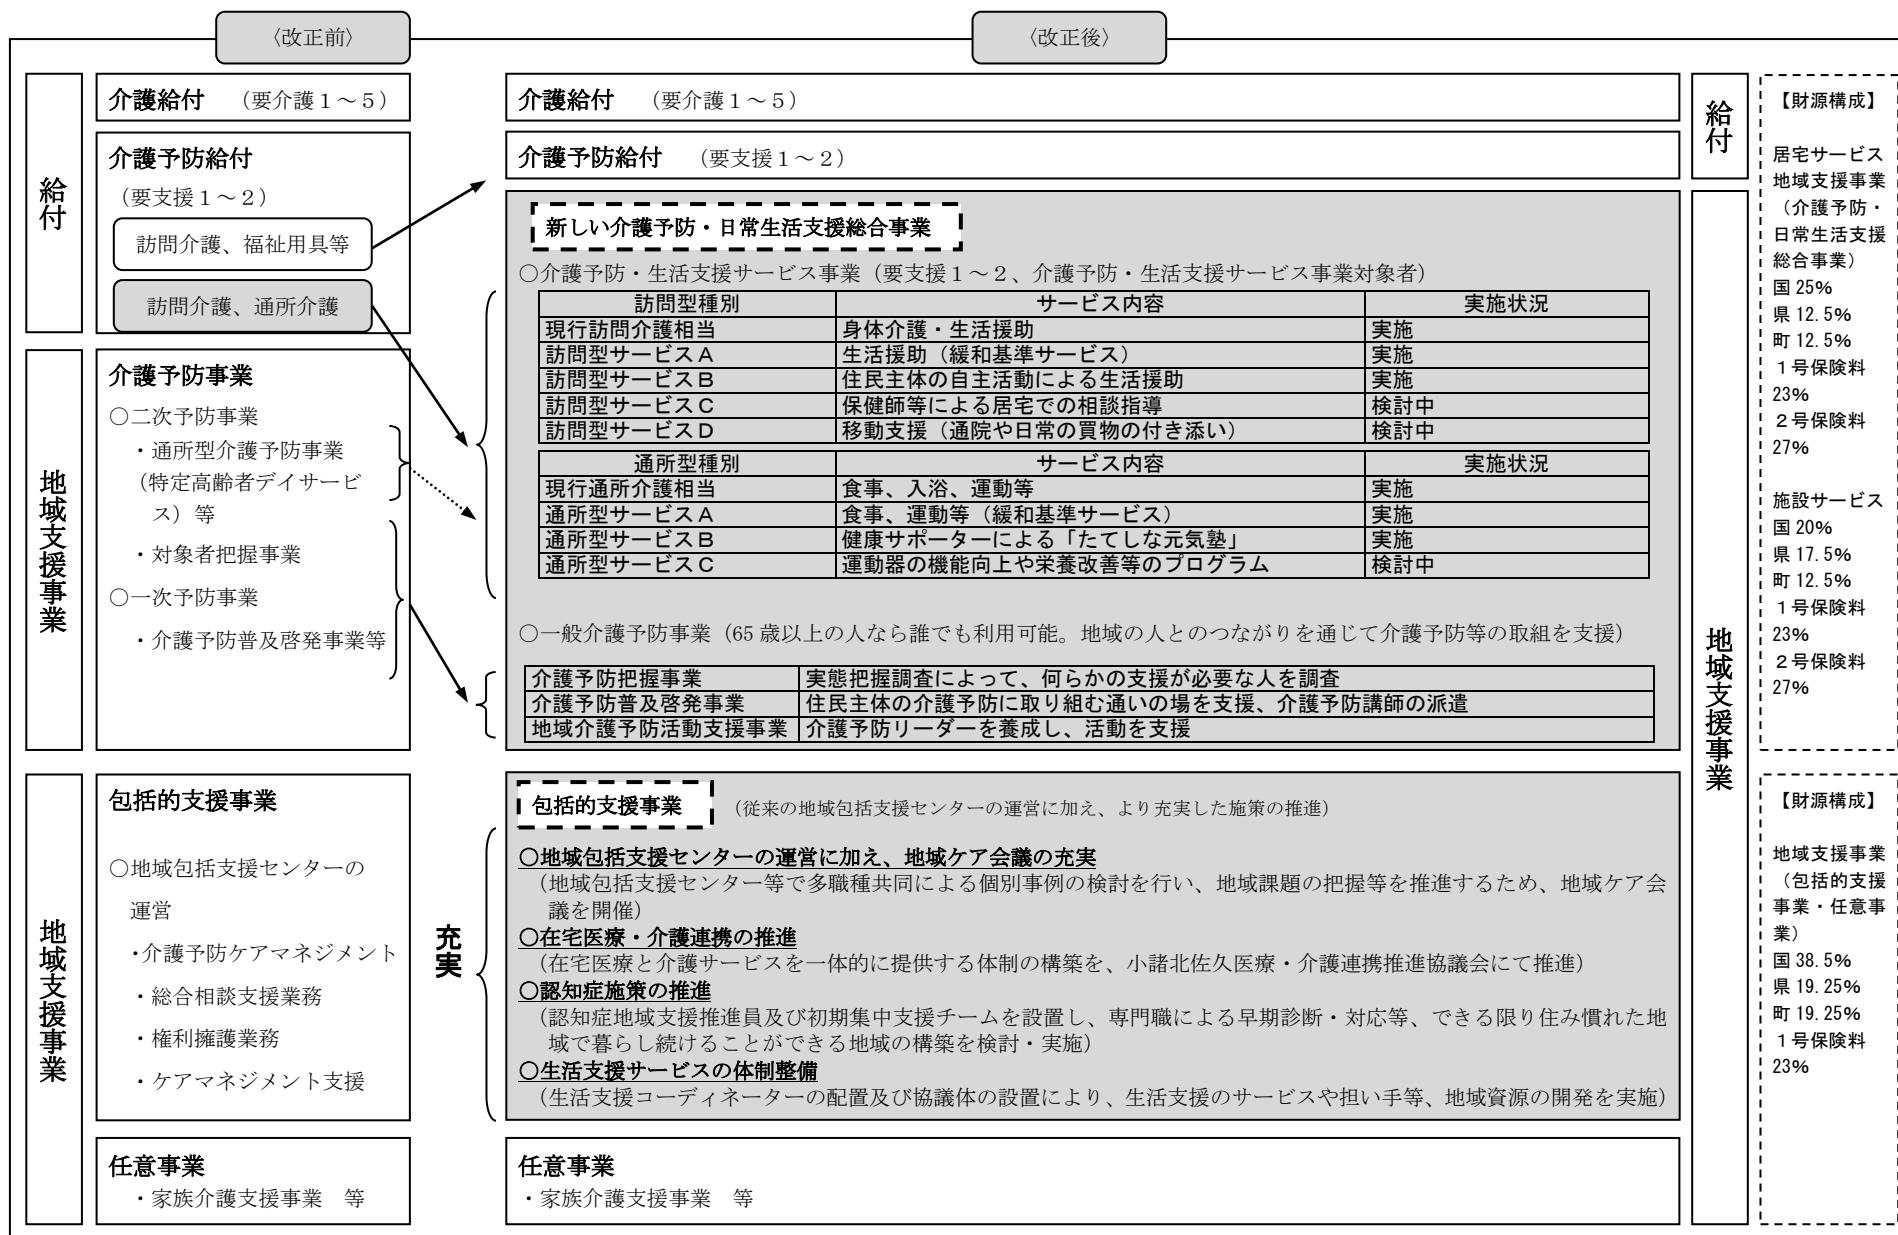 〈改正前〉
〈改正後〉
給付
介護給付　（要介護１～５）
介護予防給付
（要支援１～２）
訪問介護、福祉用具等
訪問介護、通所介護
地域支援事業
介護予防事業
○二次予防事業
・通所型介護予防事業
（特定高齢者デイサービ
ス）等
・対象者把握事業
○一次予防事業
・介護予防普及啓発事業等
地域支援事業
包括的支援事業
○地域包括支援センターの
運営
・介護予防ケアマネジメント
・総合相談支援業務
・権利擁護業務
・ケアマネジメント支援
任意事業
・家族介護支援事業　等
充実
介護給付　（要介護１～５）
介護予防給付　（要支援１～２）
新しい介護予防・日常生活支援総合事業
○介護予防・生活支援サービス事業（要支援１～２、介護予防・生活支援サービス事業対象者）
訪問型種別　サービス内容　実施状況
現行訪問介護相当　身体介護・生活援助　実施
訪問型サービスＡ　生活援助（緩和基準サービス）　実施
訪問型サービスＢ　住民主体の自主活動による生活援助　実施
訪問型サービスＣ　保健師等による居宅での相談指導　検討中
訪問型サービスＤ　移動支援（通院や日常の買物の付き添い）　検討中
通所型種別　サービス内容　実施状況
現行通所介護相当　食事、入浴、運動等　実施
通所型サービスＡ　食事、運動等（緩和基準サービス）　実施
通所型サービスＢ　健康サポーターによる「たてしな元気塾」　実施
通所型サービスＣ　運動器の機能向上や栄養改善等のプログラム　検討中
○一般介護予防事業（65 歳以上の人なら誰でも利用可能。地域の人とのつながりを通じて介護予防等の取組を支援）
介護予防把握事業　実態把握調査によって、何らかの支援が必要な人を調査
介護予防普及啓発事業　住民主体の介護予防に取り組む通いの場を支援、介護予防講師の派遣
地域介護予防活動支援事業　介護予防リーダーを養成し、活動を支援
包括的支援事業　（従来の地域包括支援センターの運営に加え、より充実した施策の推進）
○地域包括支援センターの運営に加え、地域ケア会議の充実
（地域包括支援センター等で多職種共同による個別事例の検討を行い、地域課題の把握等を推進するため、地域ケア会
議を開催）
○在宅医療・介護連携の推進
（在宅医療と介護サービスを一体的に提供する体制の構築を、小諸北佐久医療・介護連携推進協議会にて推進）
○認知症施策の推進
（認知症地域支援推進員及び初期集中支援チームを設置し、専門職による早期診断・対応等、できる限り住み慣れた地
域で暮らし続けることができる地域の構築を検討・実施）
○生活支援サービスの体制整備
（生活支援コーディネーターの配置及び協議体の設置により、生活支援のサービスや担い手等、地域資源の開発を実施）
任意事業
・家族介護支援事業　等
給付
地域支援事業
【財源構成】
居宅サービス
地域支援事業
（介護予防・
日常生活支援
総合事業）
国 25%
県 12.5%
町 12.5%
１号保険料
23%
２号保険料
27%
施設サービス
国 20%
県 17.5%
町 12.5%
１号保険料
23%
２号保険料
27%
【財源構成】
地域支援事業
（包括的支援
事業・任意事
業）
国 38.5%
県 19.25%
町 19.25%
１号保険料
23%